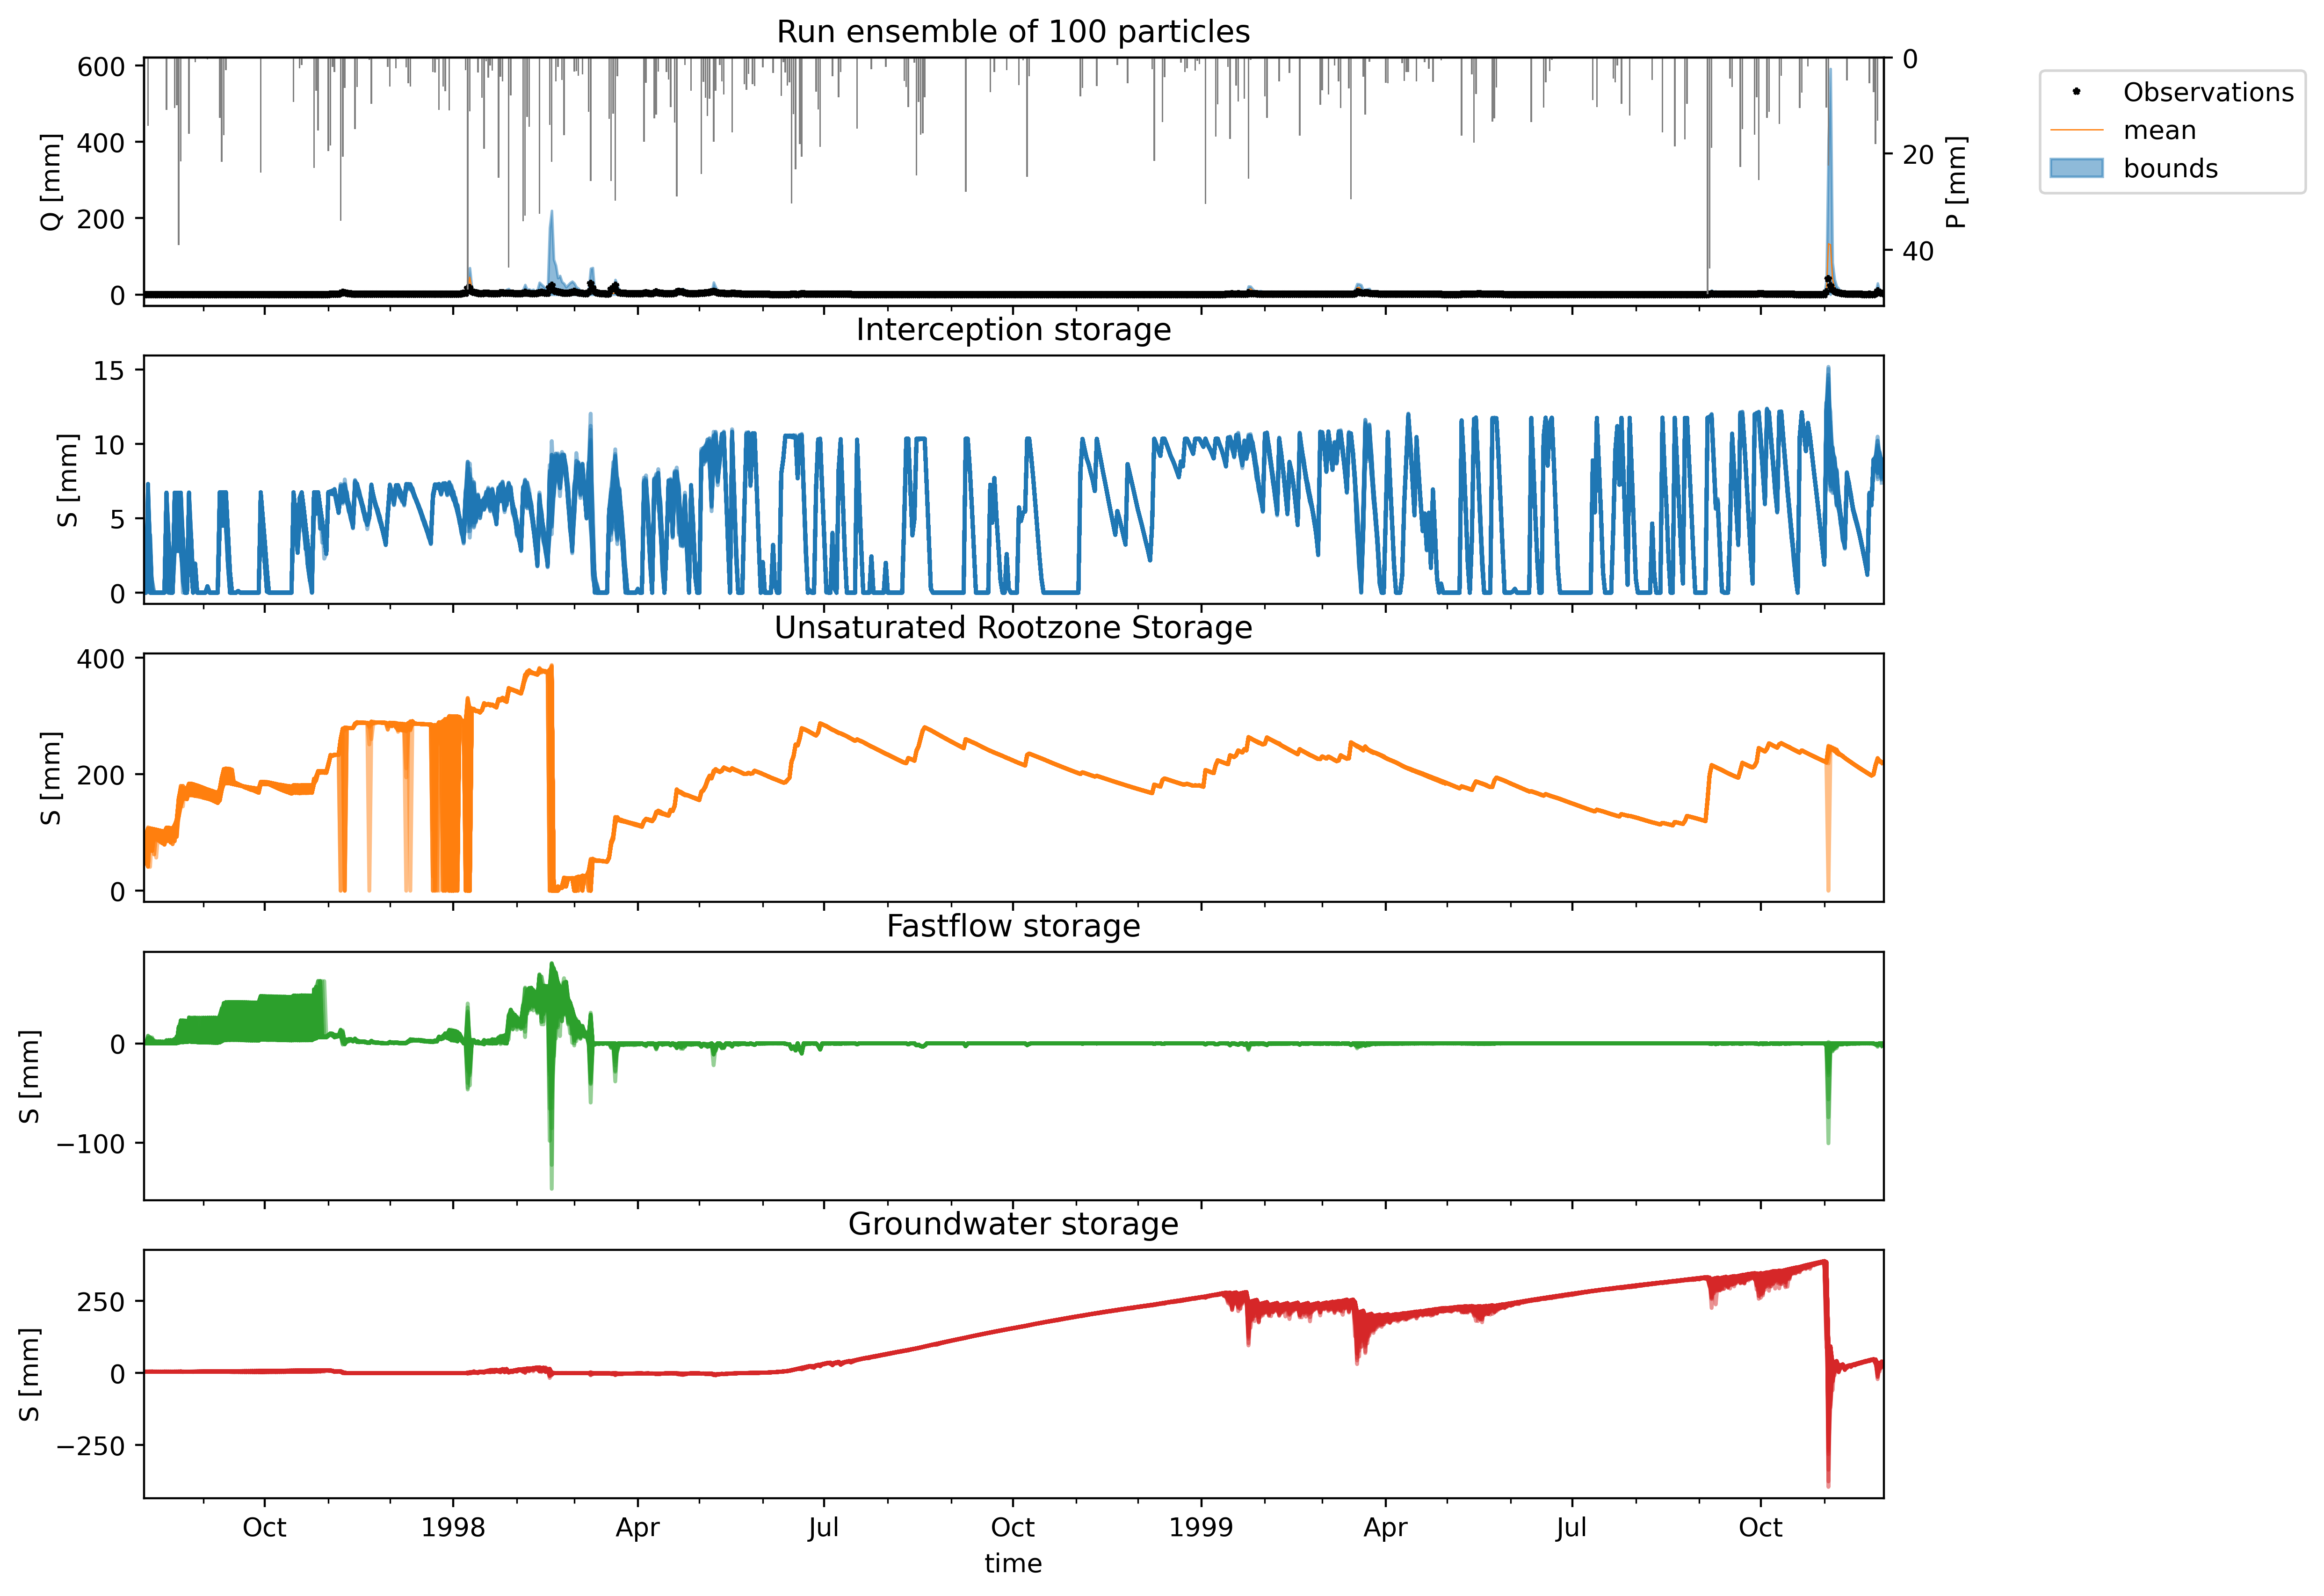 Run ensemble of 100 particles
600
400
200
0
Q [mm]
0
20
40
P [mm]
Observations
mean
bounds
Interception storage
15
10
5
0
S [mm]
Unsaturated Rootzone Storage
400
200
0
S [mm]
Fastflow storage
0
−100
S [mm]
Groundwater storage
250
0
−250
S [mm]
Oct
1998
Apr
Jul
Oct
1999
Apr
Jul
Oct
time